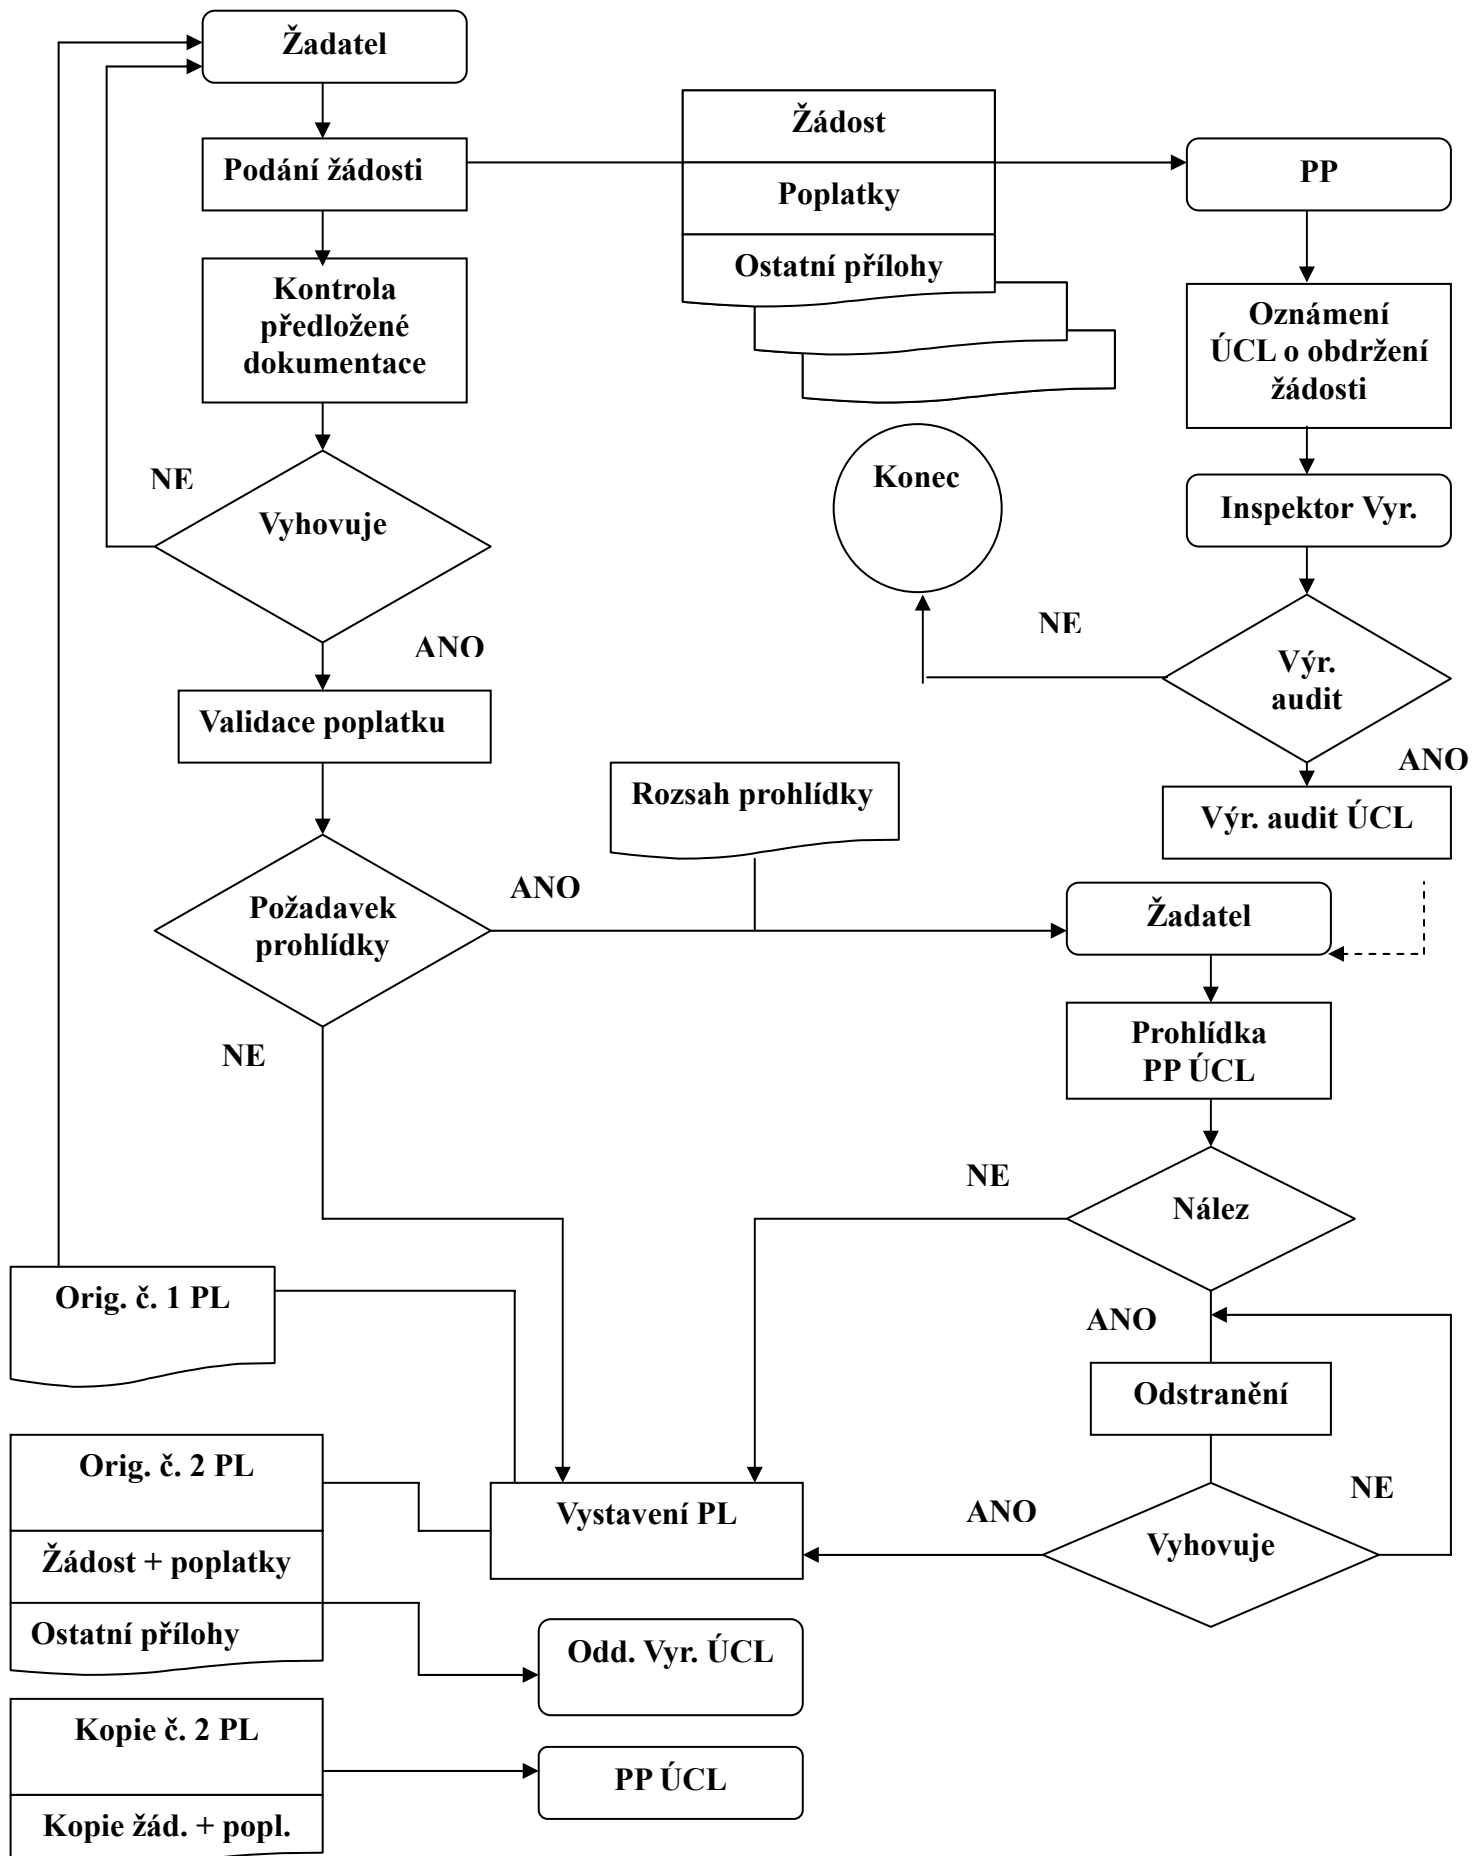 Žadatel
Podání žádosti
Žádost
Poplatky
Ostatní přílohy
PP
Kontrola
předložené
dokumentace
Oznámení
ÚCL o obdržení
žádosti
NE
Vyhovuje
ANO
Konec
Inspektor Vyr.
NE
Výr.
audit
ANO
Validace poplatku
Rozsah prohlídky
Výr. audit ÚCL
Požadavek
prohlídky
ANO
NE
Žadatel
Prohlídka
PP ÚCL
NE
Nález
ANO
Odstranění
Orig. č. 1 PL
Orig. č. 2 PL
Žádost + poplatky
Ostatní přílohy
Vystavení PL
ANO
Vyhovuje
NE
Odd. Vyr. ÚCL
Kopie č. 2 PL
Kopie žád. + popl.
PP ÚCL